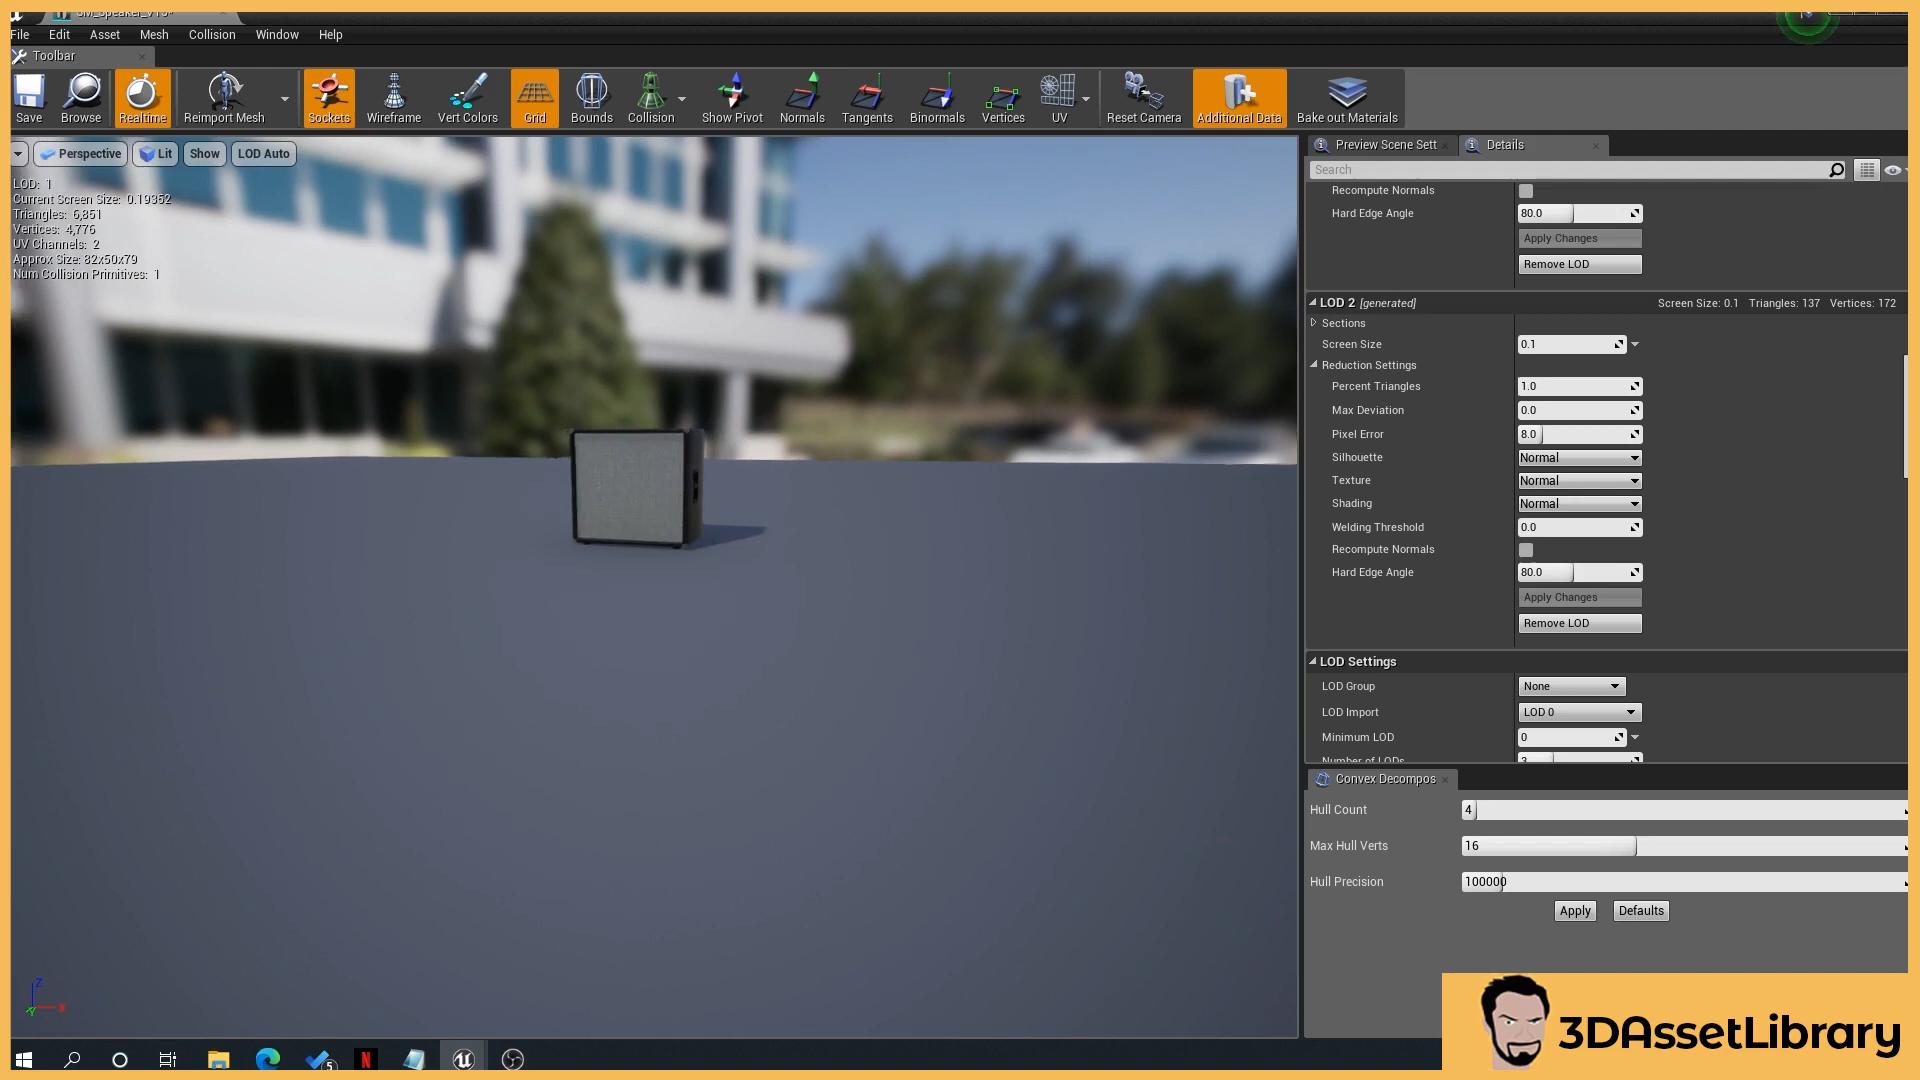 SM_Speaker_V16*
File Edit Asset Mesh Collision Window Help
Toolbar
Save Browse Realtime Reimport Mesh Sockets Wireframe Vert Colors Grid Bounds Collision Show Pivot Normals Tangents Binormals Vertices UV Reset Camera Additional Data Bake out Materials
Perspective Lit Show LOD Auto
LOD: 1
Current Screen Size: 0.19352
Triangles: 6,851
Vertices: 4,776
UV Channels: 2
Approx Size: 82x50x79
Num Collision Primitives: 1
Preview Scene Sett Details
Search
Recompute Normals
Hard Edge Angle 80.0
Apply Changes
Remove LOD
LOD 2 [generated] Screen Size: 0.1 Triangles: 137 Vertices: 172
Sections
Screen Size 0.1
Reduction Settings
Percent Triangles 1.0
Max Deviation 0.0
Pixel Error 8.0
Silhouette Normal
Texture Normal
Shading Normal
Welding Threshold 0.0
Recompute Normals
Hard Edge Angle 80.0
Apply Changes
Remove LOD
LOD Settings
LOD Group None
LOD Import LOD 0
Minimum LOD 0
Number of LODs 3
Convex Decompos
Hull Count 4
Max Hull Verts 16
Hull Precision 100000
Apply Defaults
Z
X
Y
5
N
3DAssetLibrary